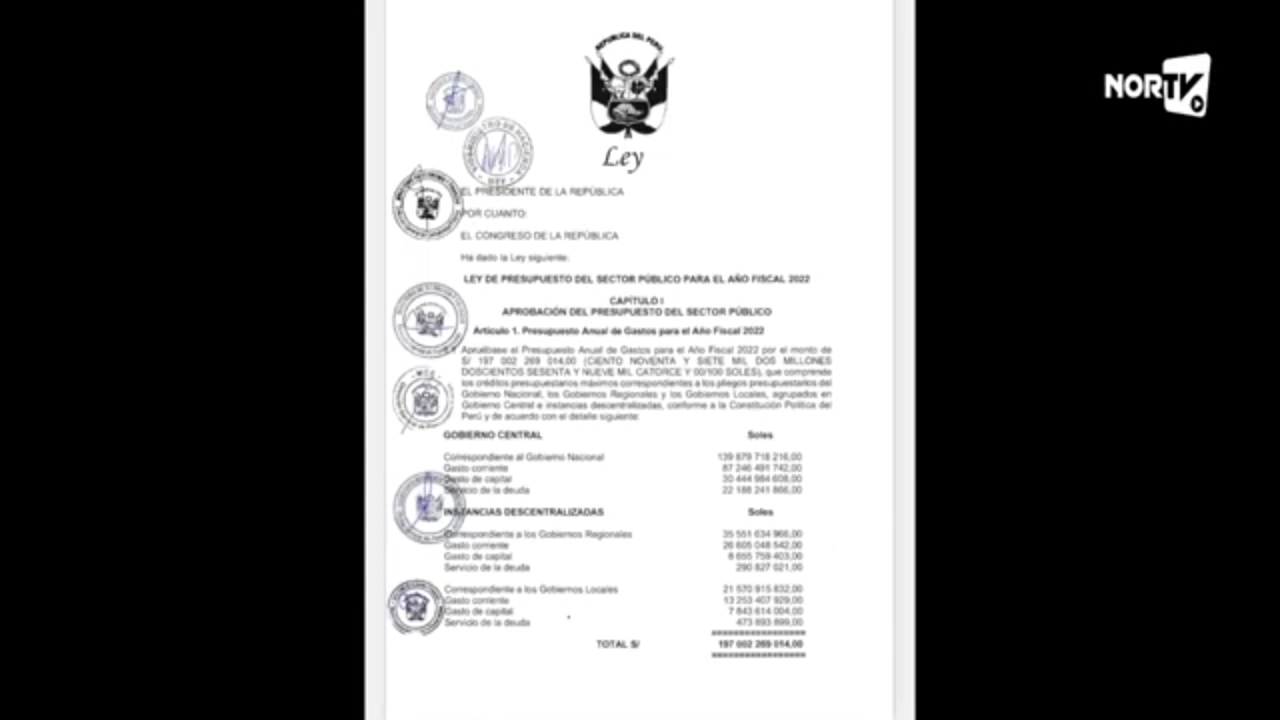 REPÚBLICA DEL PERÚ
NORTV
Ley
VICEMINISTRO DE HACIENDA
MEF
EL PRESIDENTE DE LA REPÚBLICA
POR CUANTO:
EL CONGRESO DE LA REPÚBLICA
Ha dado la Ley siguiente:
LEY DE PRESUPUESTO DEL SECTOR PÚBLICO PARA EL AÑO FISCAL 2022
CAPÍTULO I
APROBACIÓN DEL PRESUPUESTO DEL SECTOR PÚBLICO
Artículo 1. Presupuesto Anual de Gastos para el Año Fiscal 2022
Apruébase el Presupuesto Anual de Gastos para el Año Fiscal 2022 por el monto de
S/ 197 002 269 014,00 (CIENTO NOVENTA Y SIETE MIL DOS MILLONES
DOSCIENTOS SESENTA Y NUEVE MIL CATORCE Y 00/100 SOLES), que comprende
los créditos presupuestarios máximos correspondientes a los pliegos presupuestarios del
Gobierno Nacional, los Gobiernos Regionales y los Gobiernos Locales, agrupados en
Gobierno Central e instancias descentralizadas, conforme a la Constitución Política del
Perú y de acuerdo con el detalle siguiente:
GOBIERNO CENTRAL Soles
Correspondiente al Gobierno Nacional 139 879 718 216,00
Gasto corriente 87 246 491 742,00
Gasto de capital 30 444 984 608,00
Servicio de la deuda 22 188 241 866,00
INSTANCIAS DESCENTRALIZADAS Soles
Correspondiente a los Gobiernos Regionales 35 551 634 966,00
Gasto corriente 26 605 048 542,00
Gasto de capital 8 655 759 403,00
Servicio de la deuda 290 827 021,00
Correspondiente a los Gobiernos Locales 21 570 915 832,00
Gasto corriente 13 253 407 929,00
Gasto de capital 7 843 614 004,00
Servicio de la deuda 473 893 899,00
=================
TOTAL S/ 197 002 269 014,00
=================